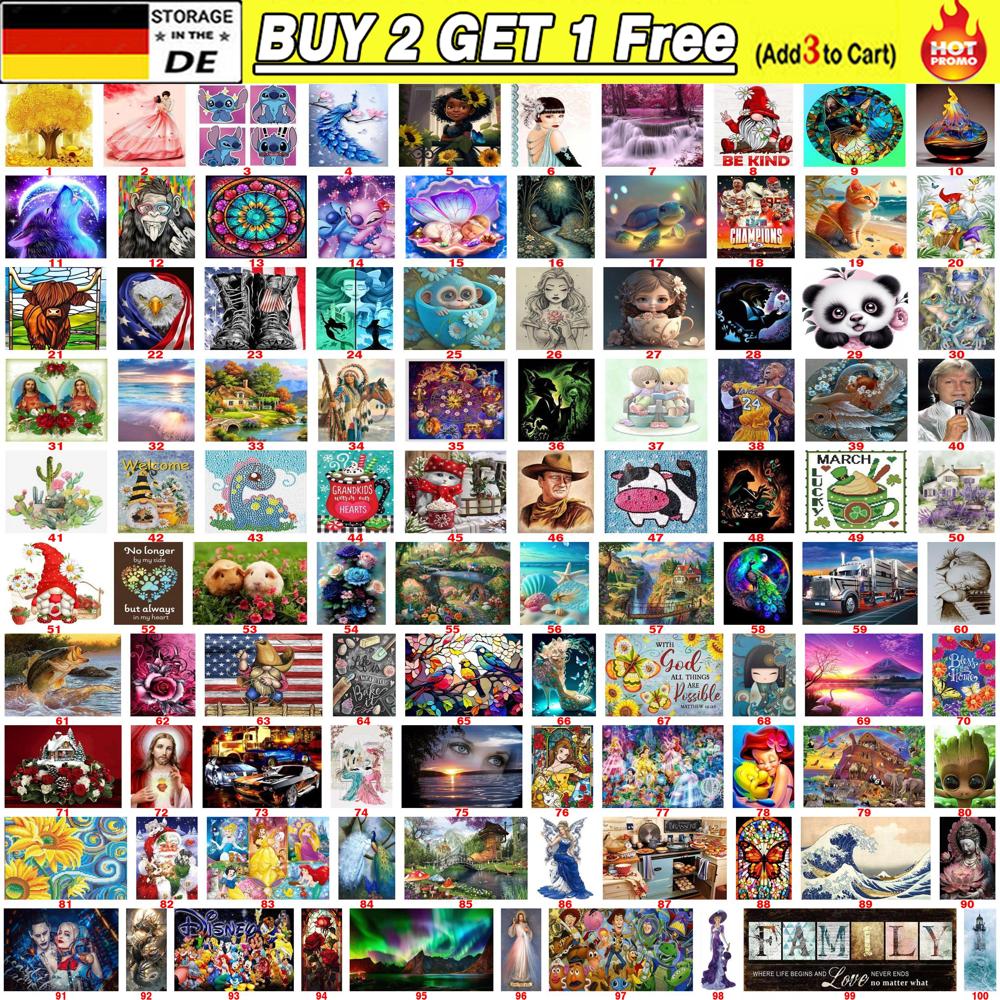 STORAGE
IN THE
DE
BUY 2 GET 1 Free
(Add 3 to Cart)
HOT
PROMO
BE KIND
1 2 3 4 5 6 7 8 9 10
CHAMPIONS
11 12 13 14 15 16 17 18 19 20
21 22 23 24 25 26 27 28 29 30
24
31 32 33 34 35 36 37 38 39 40
Welcome
GRANDKIDS
HEARTS
MARCH
LUCKY
41 42 43 44 45 46 47 48 49 50
No longer
by my side
but always
in my heart
51 52 53 54 55 56 57 58 59 60
WITH
God
ALL THINGS
ARE
Possible
Bless
Home
61 62 63 64 65 66 67 68 69 70
71 72 73 74 75 76 77 78 79 80
81 82 83 84 85 86 87 88 89 90
DISNEY
FAMILY
WHERE LIFE BEGINS AND Love NEVER ENDS
no matter what
91 92 93 94 95 96 97 98 99 100